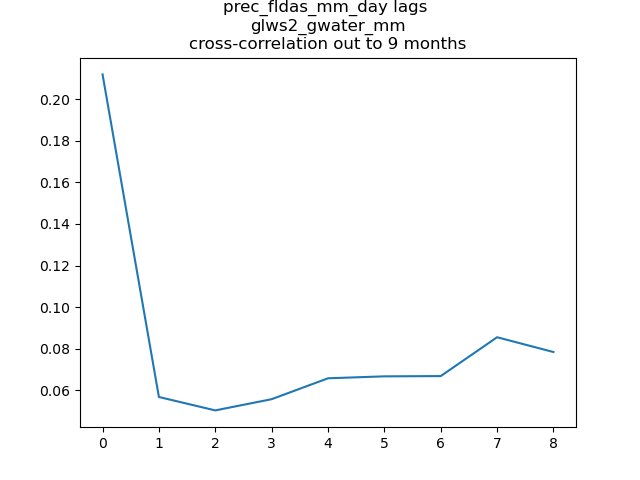 prec_fldas_mm_day lags
glws2_gwater_mm
cross-correlation out to 9 months
0.20
0.18
0.16
0.14
0.12
0.10
0.08
0.06
0 1 2 3 4 5 6 7 8